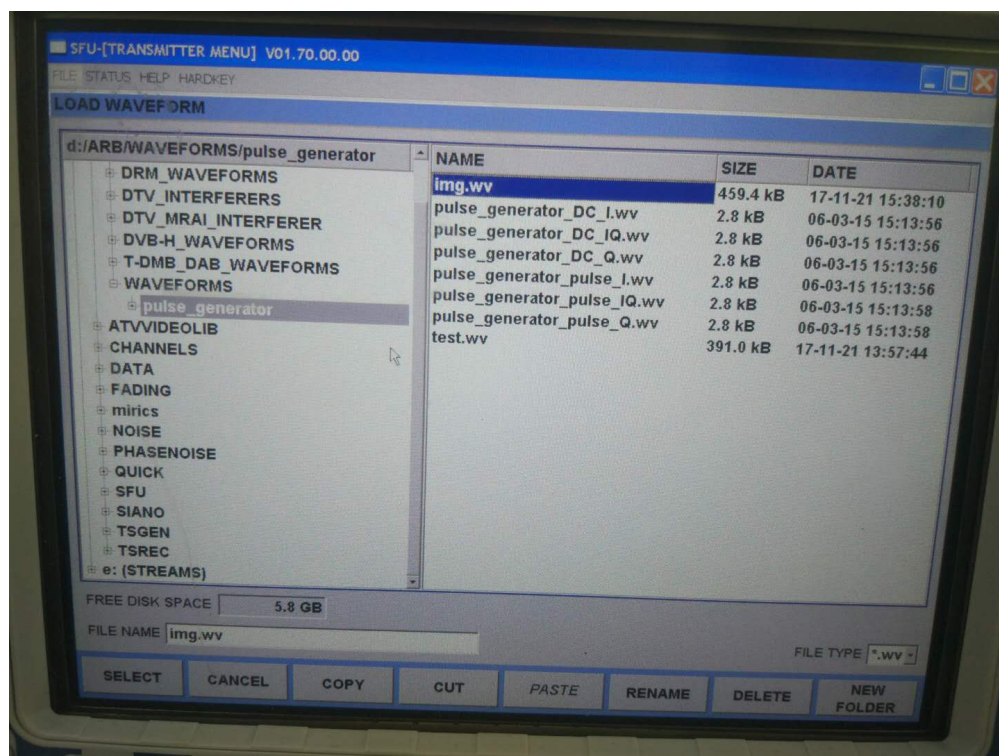 SFU-[TRANSMITTER MENU] V01.70.00.00
FILE STATUS HELP HARDKEY
LOAD WAVEFORM
d:/ARB/WAVEFORMS/pulse_generator
DRM_WAVEFORMS
DTV_INTERFERERS
DTV_MRAI_INTERFERER
DVB-H_WAVEFORMS
T-DMB_DAB_WAVEFORMS
WAVEFORMS
pulse_generator
ATVVIDEOLIB
CHANNELS
DATA
FADING
mirics
NOISE
PHASENOISE
QUICK
SFU
SIANO
TSGEN
TSREC
e: (STREAMS)
NAME SIZE DATE
img.wv 459.4 kB 17-11-21 15:38:10
pulse_generator_DC_I.wv 2.8 kB 06-03-15 15:13:56
pulse_generator_DC_IQ.wv 2.8 kB 06-03-15 15:13:56
pulse_generator_DC_Q.wv 2.8 kB 06-03-15 15:13:56
pulse_generator_pulse_I.wv 2.8 kB 06-03-15 15:13:56
pulse_generator_pulse_IQ.wv 2.8 kB 06-03-15 15:13:58
pulse_generator_pulse_Q.wv 2.8 kB 06-03-15 15:13:58
test.wv 391.0 kB 17-11-21 13:57:44
FREE DISK SPACE 5.8 GB
FILE NAME img.wv
FILE TYPE *.wv
SELECT CANCEL COPY CUT PASTE RENAME DELETE NEW FOLDER